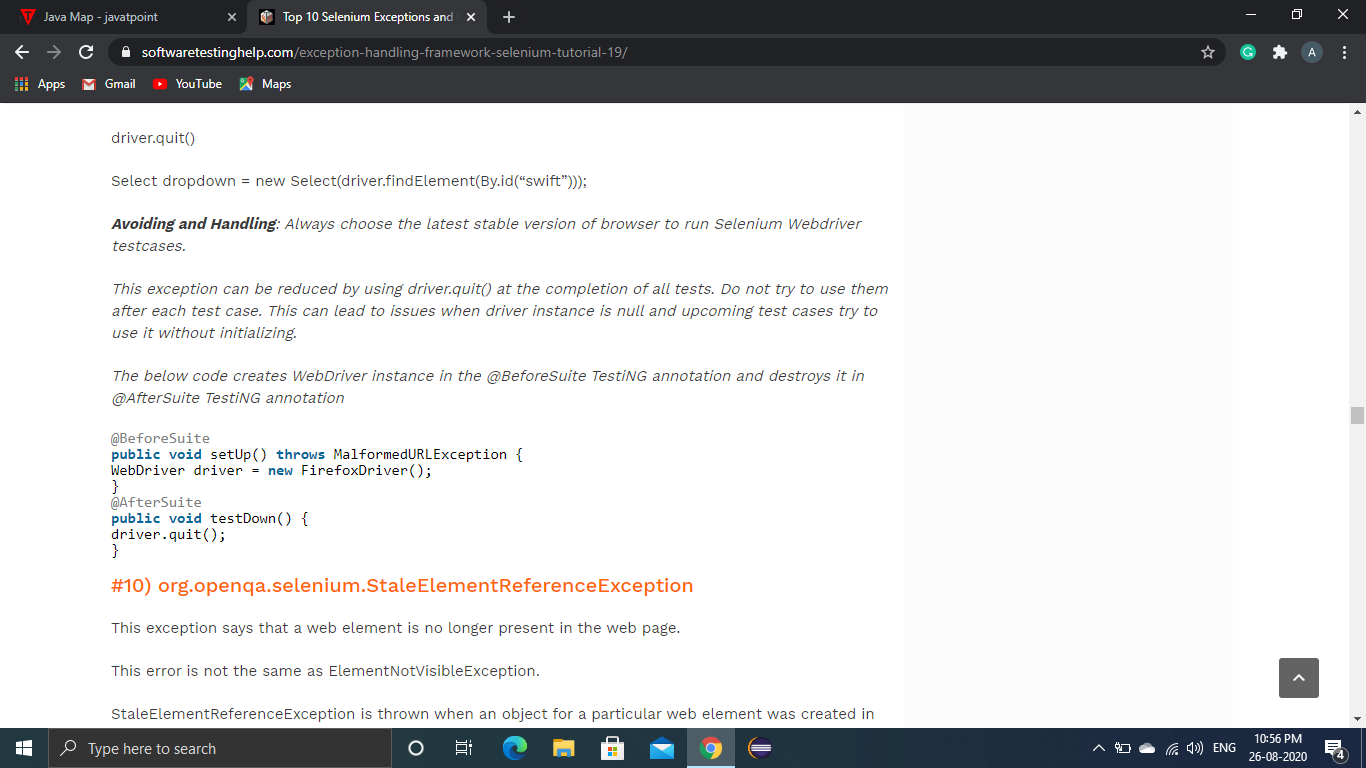 Java Map - javatpoint
Top 10 Selenium Exceptions and
softwaretestinghelp.com/exception-handling-framework-selenium-tutorial-19/
G
A
Apps
Gmail
YouTube
Maps
driver.quit()
Select dropdown = new Select(driver.findElement(By.id(“swift”)));
Avoiding and Handling: Always choose the latest stable version of browser to run Selenium Webdriver
testcases.
This exception can be reduced by using driver.quit() at the completion of all tests. Do not try to use them
after each test case. This can lead to issues when driver instance is null and upcoming test cases try to
use it without initializing.
The below code creates WebDriver instance in the @BeforeSuite TestiNG annotation and destroys it in
@AfterSuite TestiNG annotation
@BeforeSuite
public void setUp() throws MalformedURLException {
WebDriver driver = new FirefoxDriver();
}
@AfterSuite
public void testDown() {
driver.quit();
}
#10) org.openqa.selenium.StaleElementReferenceException
This exception says that a web element is no longer present in the web page.
This error is not the same as ElementNotVisibleException.
StaleElementReferenceException is thrown when an object for a particular web element was created in
Type here to search
ENG
10:56 PM
26-08-2020
4